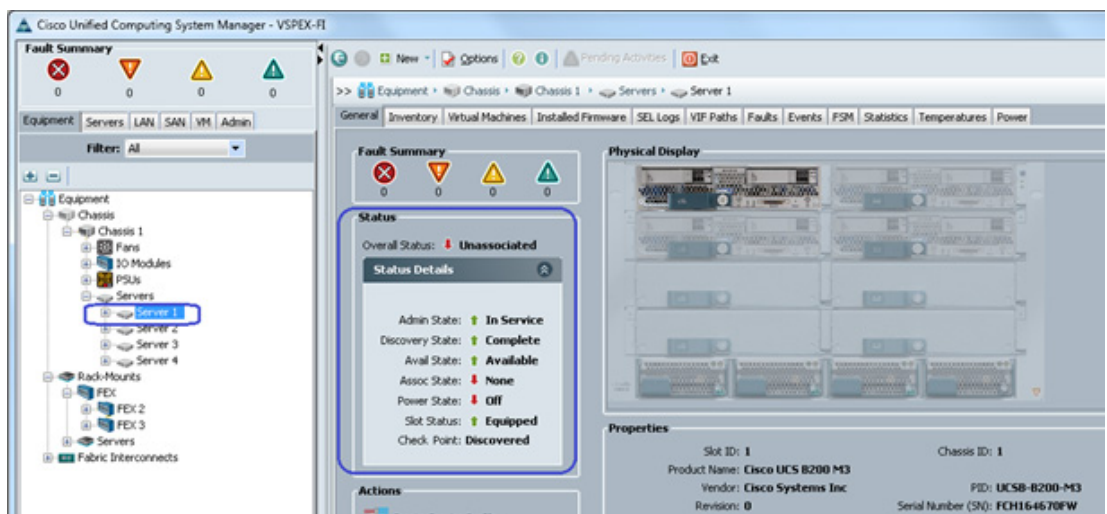 Cisco Unified Computing System Manager - VSPEX-FI
Fault Summary
0 0 0 0
Equipment Servers LAN SAN VM Admin
Filter: All
Equipment
Chassis
Chassis 1
Fans
IO Modules
PSUs
Servers
Server 1
Server 2
Server 3
Server 4
Rack-Mounts
FEX
FEX 2
FEX 3
Servers
Fabric Interconnects
New Options Pending Activities Exit
>> Equipment Chassis Chassis 1 Servers Server 1
General Inventory Virtual Machines Installed Firmware SEL Logs VIF Paths Faults Events FSM Statistics Temperatures Power
Fault Summary
0 0 0 0
Status
Overall Status: Unassociated
Status Details
Admin State: In Service
Discovery State: Complete
Avail State: Available
Assoc State: None
Power State: Off
Slot Status: Equipped
Check Point: Discovered
Actions
Physical Display
Properties
Slot ID: 1 Chassis ID: 1
Product Name: Cisco UCS B200 M3
Vendor: Cisco Systems Inc PID: UCSB-B200-M3
Revision: 0 Serial Number (SN): FCH164670FW